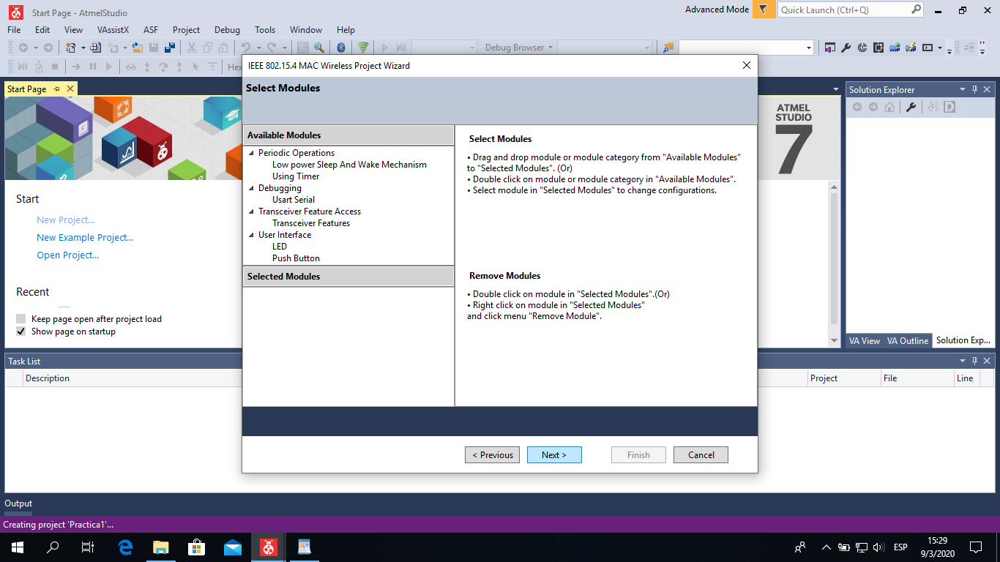 Start Page - AtmelStudio
Advanced Mode
Quick Launch (Ctrl+Q)
File Edit View VAssistX ASF Project Debug Tools Window Help
Debug Browser
Hex
IEEE 802.15.4 MAC Wireless Project Wizard
Select Modules
Start Page
ATMEL
STUDIO
7
Start
New Project...
New Example Project...
Open Project...
Recent
Keep page open after project load
Show page on startup
Available Modules
Periodic Operations
Low power Sleep And Wake Mechanism
Using Timer
Debugging
Usart Serial
Transceiver Feature Access
Transceiver Features
User Interface
LED
Push Button
Selected Modules
Select Modules
• Drag and drop module or module category from "Available Modules"
to "Selected Modules". (Or)
• Double click on module or module category in "Available Modules".
• Select module in "Selected Modules" to change configurations.
Remove Modules
• Double click on module in "Selected Modules".(Or)
• Right click on module in "Selected Modules"
and click menu "Remove Module".
< Previous Next > Finish Cancel
Solution Explorer
VA View VA Outline Solution Exp...
Task List
Description Project File Line
Output
Creating project 'Practica1'...
ESP
15:29
9/3/2020